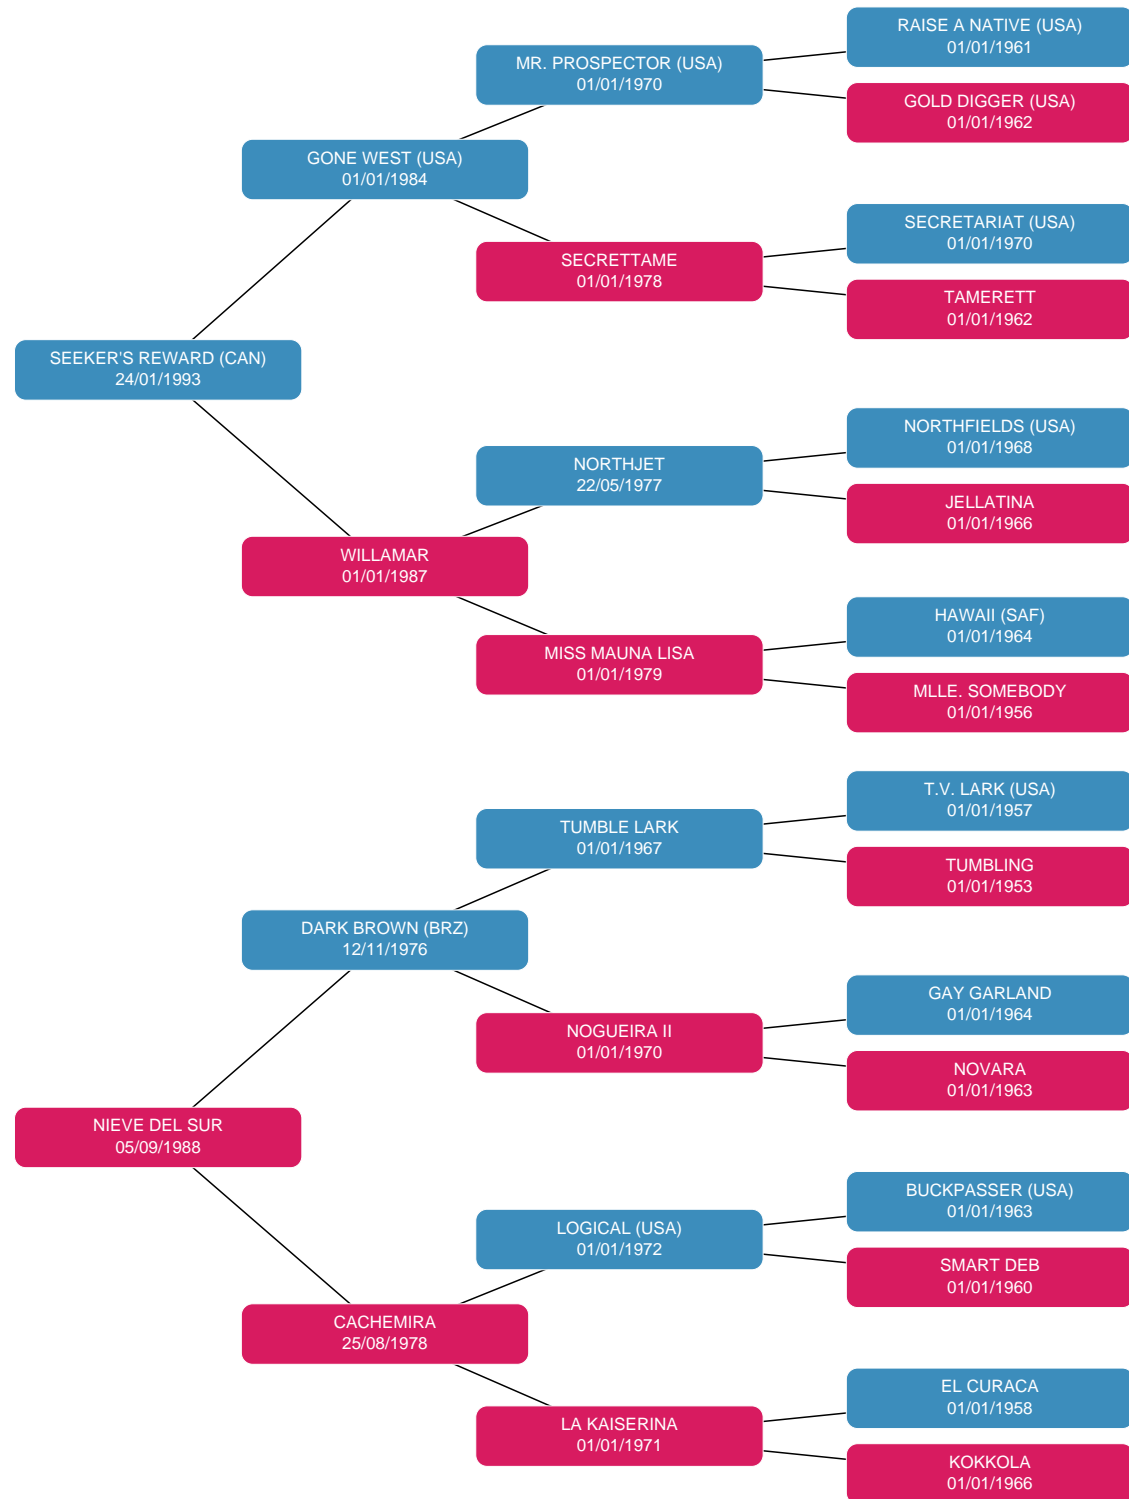 RAISE A NATIVE (USA)
01/01/1961
MR. PROSPECTOR (USA)
01/01/1970
GOLD DIGGER (USA)
01/01/1962
GONE WEST (USA)
01/01/1984
SECRETARIAT (USA)
01/01/1970
SECRETTAME
01/01/1978
TAMERETT
01/01/1962
SEEKER'S REWARD (CAN)
24/01/1993
NORTHFIELDS (USA)
01/01/1968
NORTHJET
22/05/1977
JELLATINA
01/01/1966
WILLAMAR
01/01/1987
HAWAII (SAF)
01/01/1964
MISS MAUNA LISA
01/01/1979
MLLE. SOMEBODY
01/01/1956
T.V. LARK (USA)
01/01/1957
TUMBLE LARK
01/01/1967
TUMBLING
01/01/1953
DARK BROWN (BRZ)
12/11/1976
GAY GARLAND
01/01/1964
NOGUEIRA II
01/01/1970
NOVARA
01/01/1963
NIEVE DEL SUR
05/09/1988
BUCKPASSER (USA)
01/01/1963
LOGICAL (USA)
01/01/1972
SMART DEB
01/01/1960
CACHEMIRA
25/08/1978
EL CURACA
01/01/1958
LA KAISERINA
01/01/1971
KOKKOLA
01/01/1966